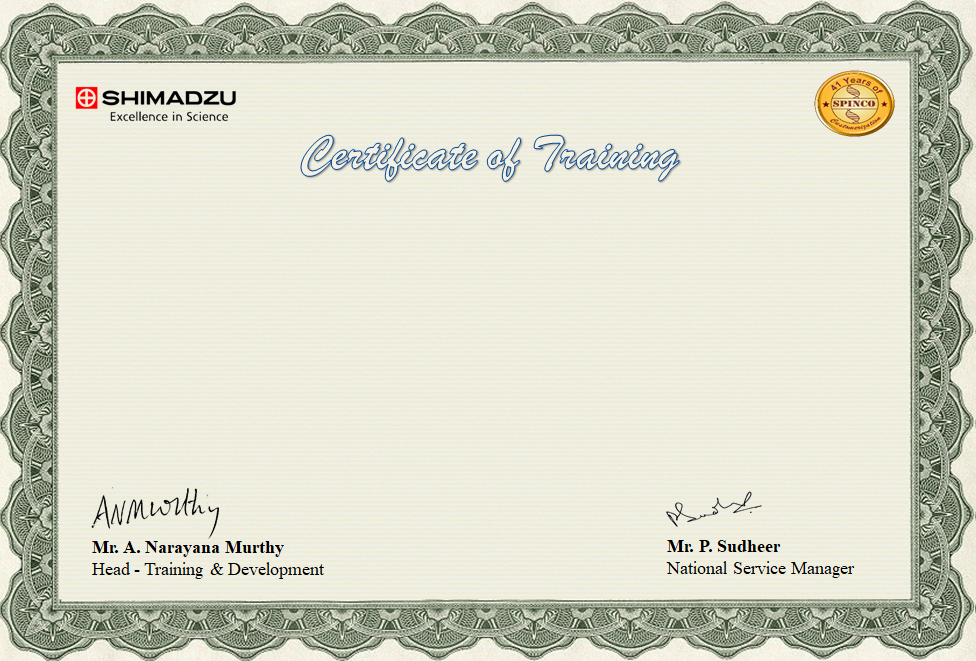 SHIMADZU
Excellence in Science
41 Years of
SPINCO
Customerization
Certificate of Training
ANMurthy
Mr. A. Narayana Murthy
Head - Training & Development
Mr. P. Sudheer
National Service Manager